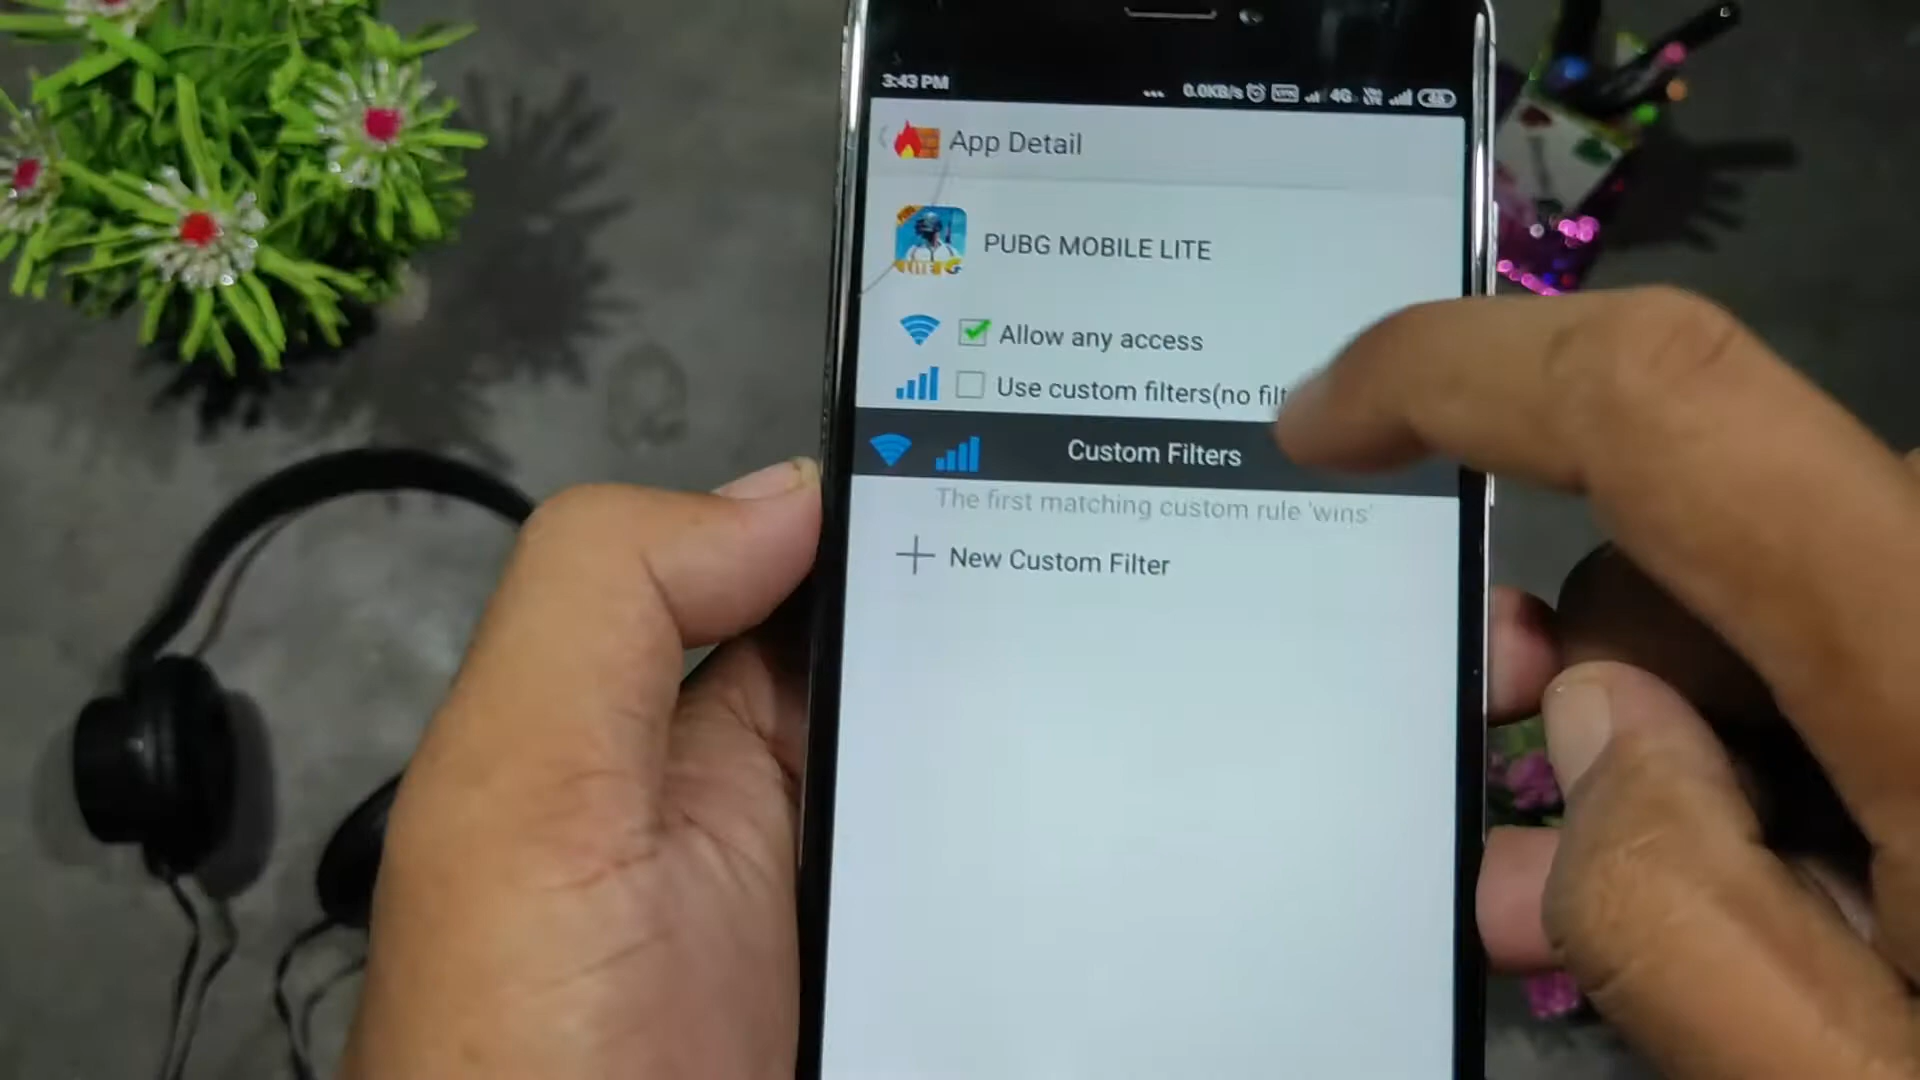 3:43 PM
... 0.0KB/s 4G
App Detail
PUBG MOBILE LITE
Allow any access
Use custom filters(no filt
Custom Filters
The first matching custom rule 'wins'
New Custom Filter